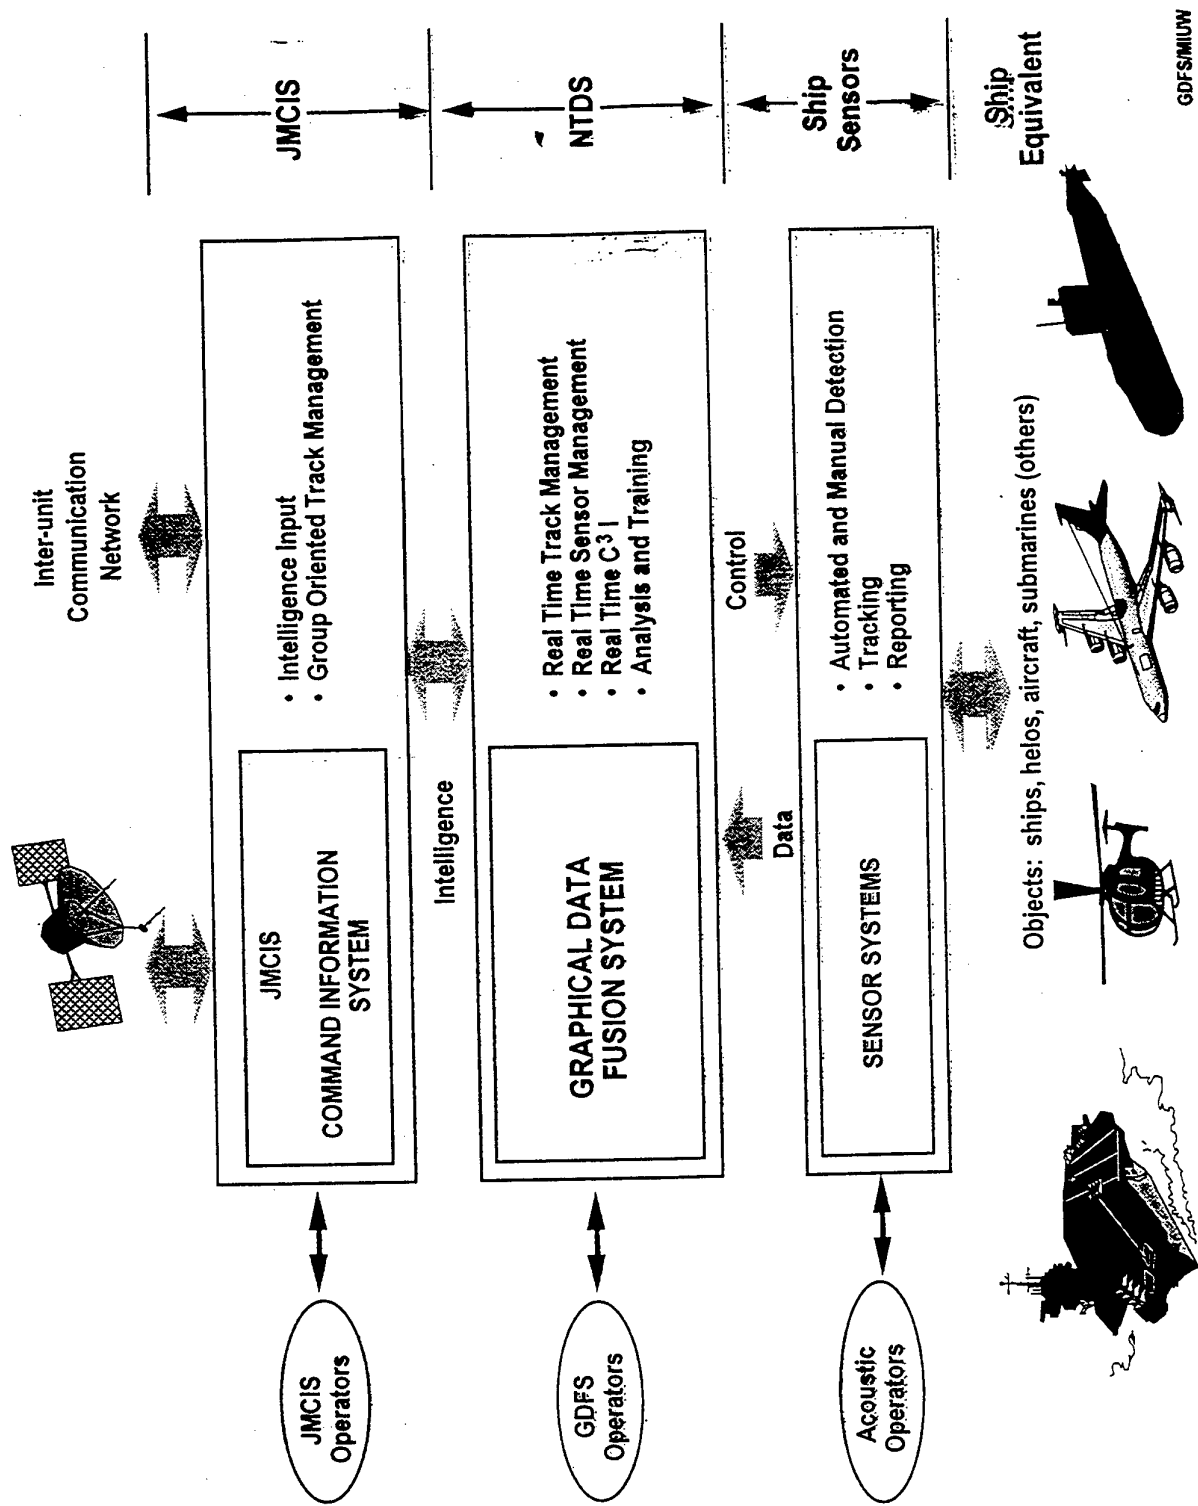 Inter-unit
Communication
Network
JMCIS
COMMAND INFORMATION
SYSTEM
• Intelligence Input
• Group Oriented Track Management
JMCIS
Operators
JMCIS
Intelligence
GRAPHICAL DATA
FUSION SYSTEM
• Real Time Track Management
• Real Time Sensor Management
• Real Time C³ I
• Analysis and Training
GDFS
Operators
NTDS
Data
Control
SENSOR SYSTEMS
• Automated and Manual Detection
• Tracking
• Reporting
Acoustic
Operators
Ship
Sensors
Objects: ships, helos, aircraft, submarines (others)
Ship
Equivalent
GDFS/MIUW